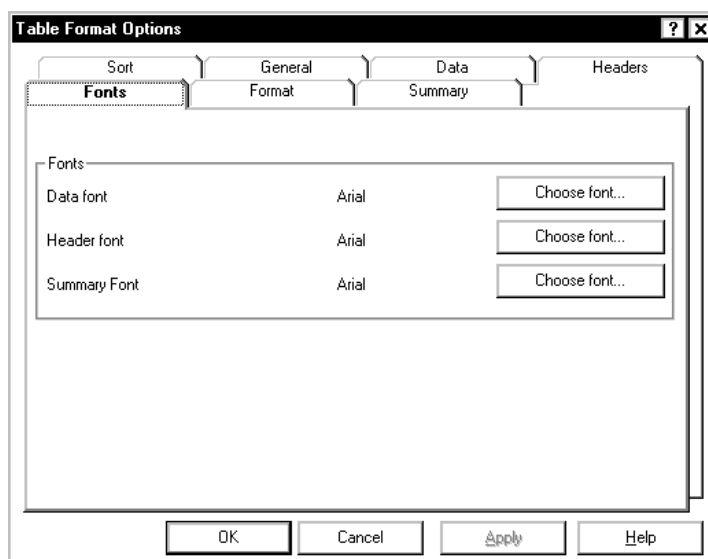 Table Format Options ? X
Sort General Data Headers
Fonts Format Summary
Fonts
Data font Arial Choose font...
Header font Arial Choose font...
Summary Font Arial Choose font...
OK Cancel Apply Help